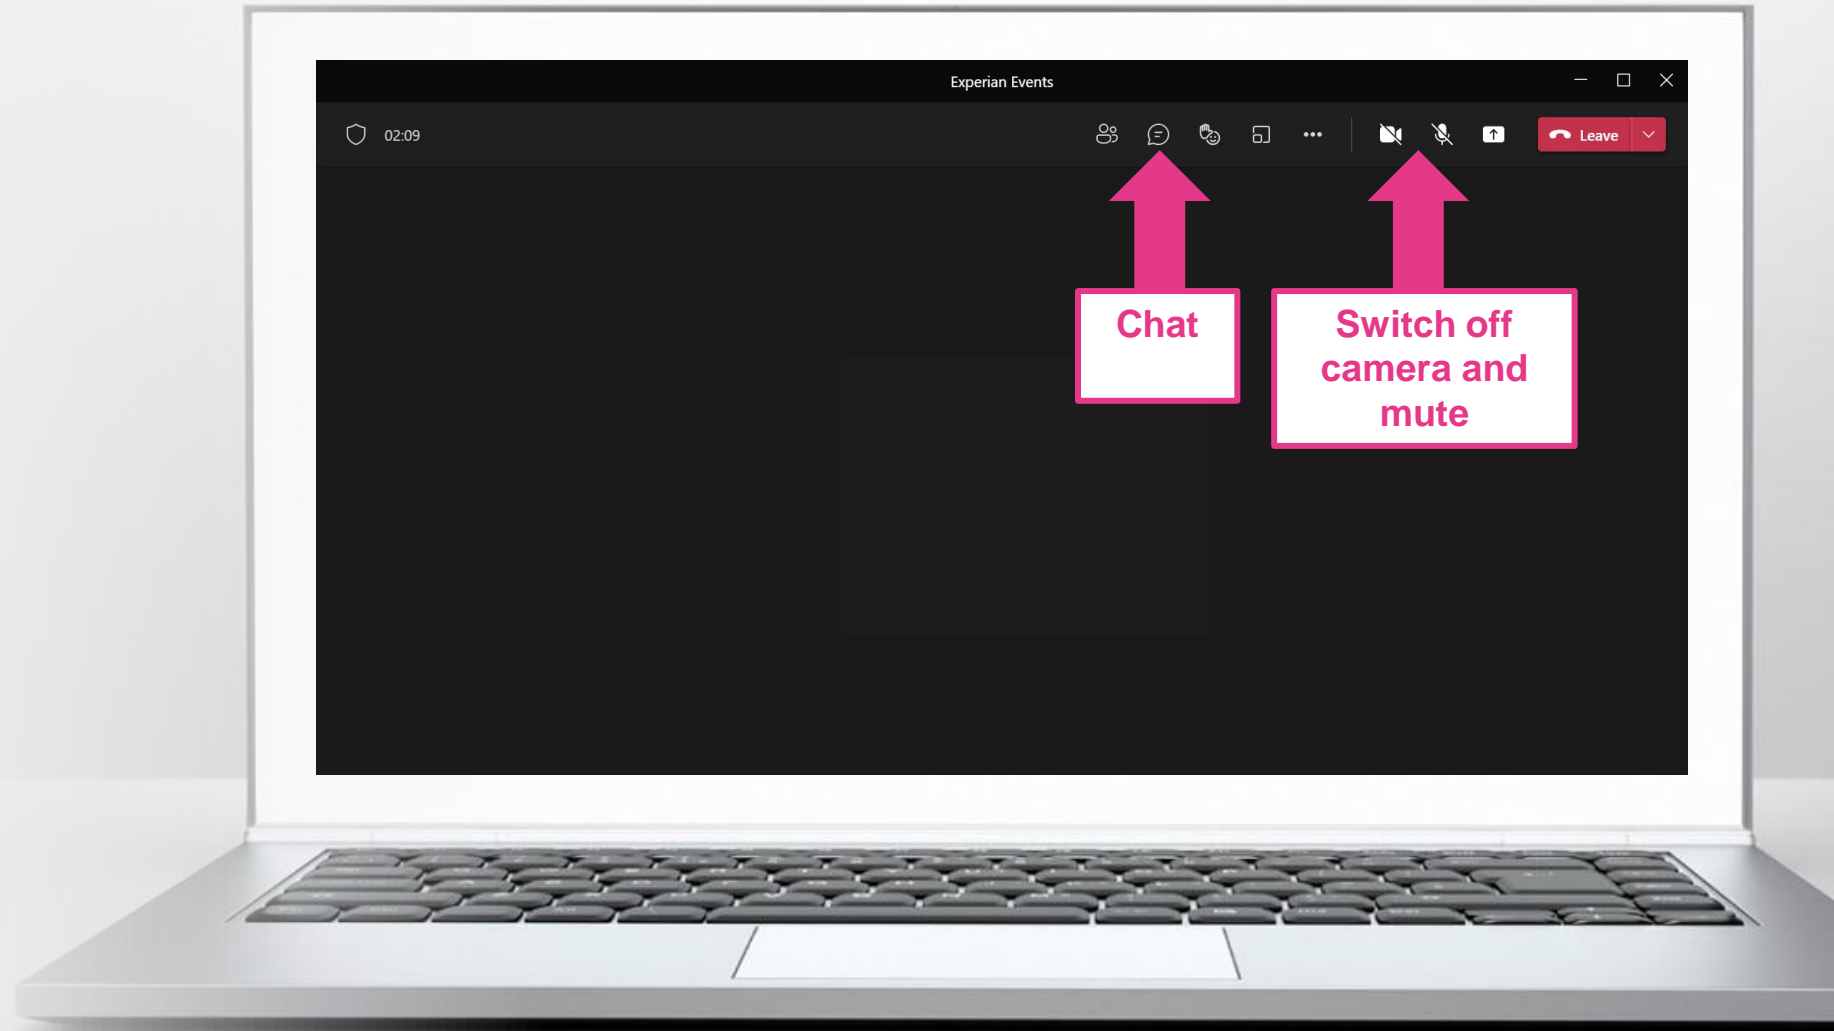 Experian Events
02:09
Leave
Chat
Switch off
camera and
mute